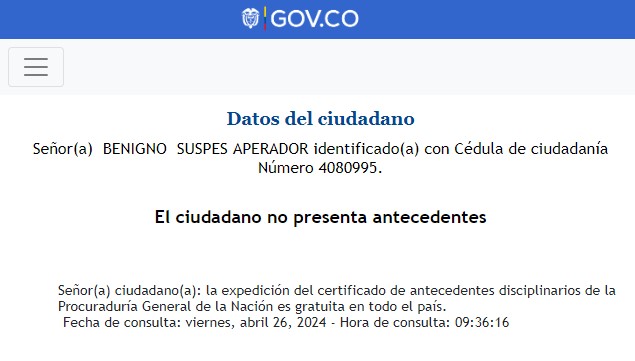 GOV.CO
Datos del ciudadano
Señor(a) BENIGNO SUSPES APERADOR identificado(a) con Cédula de ciudadanía
Número 4080995.
El ciudadano no presenta antecedentes
Señor(a) ciudadano(a): la expedición del certificado de antecedentes disciplinarios de la
Procuraduría General de la Nación es gratuita en todo el país.
Fecha de consulta: viernes, abril 26, 2024 - Hora de consulta: 09:36:16